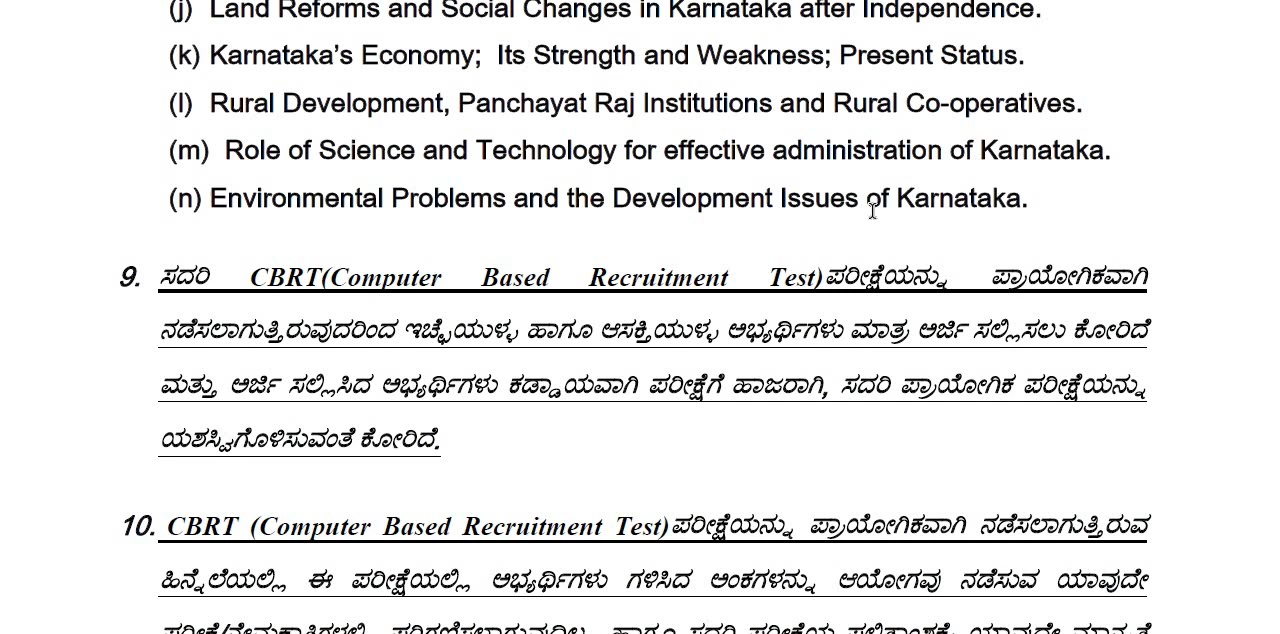 (j) Land Reforms and Social Changes in Karnataka after Independence.
(k) Karnataka's Economy; Its Strength and Weakness; Present Status.
(l) Rural Development, Panchayat Raj Institutions and Rural Co-operatives.
(m) Role of Science and Technology for effective administration of Karnataka.
(n) Environmental Problems and the Development Issues of Karnataka.
9. ಸದರಿ CBRT(Computer Based Recruitment Test)ಪರೀಕ್ಷೆಯನ್ನು ಪ್ರಾಯೋಗಿಕವಾಗಿ
ನಡೆಸಲಾಗುತ್ತಿರುವುದರಿಂದ ಇಚ್ಛೆಯುಳ್ಳ ಹಾಗೂ ಆಸಕ್ತಿಯುಳ್ಳ ಅಭ್ಯರ್ಥಿಗಳು ಮಾತ್ರ ಅರ್ಜಿ ಸಲ್ಲಿಸಲು ಕೋರಿದೆ
ಮತ್ತು ಅರ್ಜಿ ಸಲ್ಲಿಸಿದ ಅಭ್ಯರ್ಥಿಗಳು ಕಡ್ಡಾಯವಾಗಿ ಪರೀಕ್ಷೆಗೆ ಹಾಜರಾಗಿ, ಸದರಿ ಪ್ರಾಯೋಗಿಕ ಪರೀಕ್ಷೆಯನ್ನು
ಯಶಸ್ವಿಗೊಳಿಸುವಂತೆ ಕೋರಿದೆ.
10. CBRT (Computer Based Recruitment Test)ಪರೀಕ್ಷೆಯನ್ನು ಪ್ರಾಯೋಗಿಕವಾಗಿ ನಡೆಸಲಾಗುತ್ತಿರುವ
ಹಿನ್ನೆಲೆಯಲ್ಲಿ ಈ ಪರೀಕ್ಷೆಯಲ್ಲಿ ಅಭ್ಯರ್ಥಿಗಳು ಗಳಿಸಿದ ಅಂಕಗಳನ್ನು ಆಯೋಗವು ನಡೆಸುವ ಯಾವುದೇ